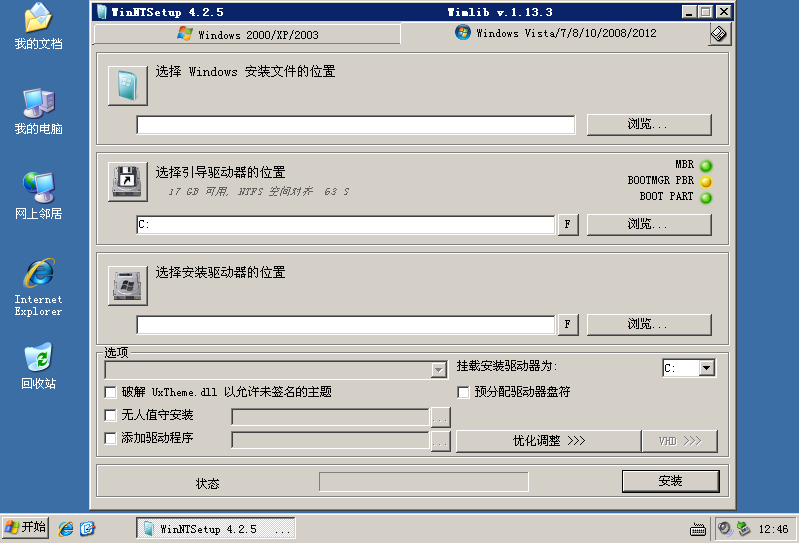 我的文档
我的电脑
网上邻居
Internet
Explorer
回收站
WinNTSetup 4.2.5 Wimlib v.1.13.3
Windows 2000/XP/2003
Windows Vista/7/8/10/2008/2012
选择 Windows 安装文件的位置
浏览...
选择引导驱动器的位置
17 GB 可用, NTFS 空间对齐 63 S
MBR
BOOTMGR PBR
BOOT PART
C:
F
浏览...
选择安装驱动器的位置
F
浏览...
选项
挂载安装驱动器为:
C:
破解 UxTheme.dll 以允许未签名的主题
预分配驱动器盘符
无人值守安装
...
添加驱动程序
...
优化调整 >>>
VHD >>>
状态
安装
开始
WinNTSetup 4.2.5 ...
12:46